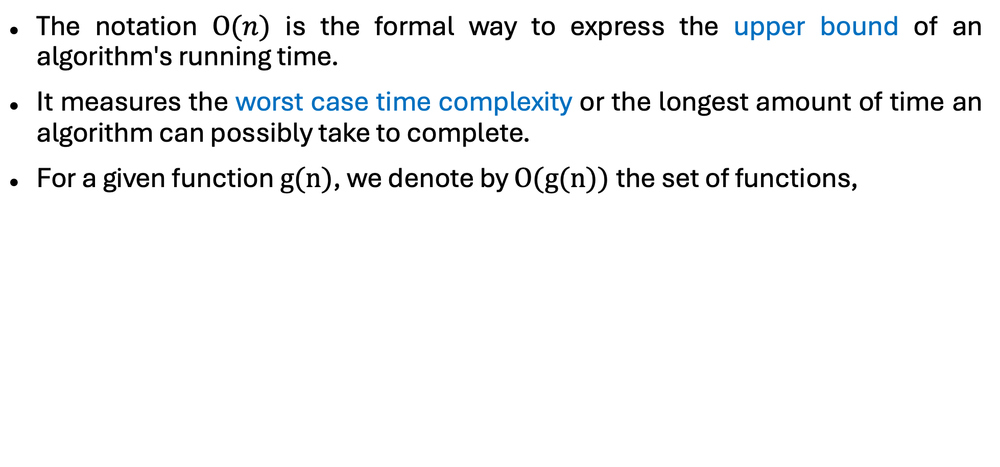 • The notation O(n) is the formal way to express the upper bound of an
algorithm's running time.
• It measures the worst case time complexity or the longest amount of time an
algorithm can possibly take to complete.
• For a given function g(n), we denote by O(g(n)) the set of functions,